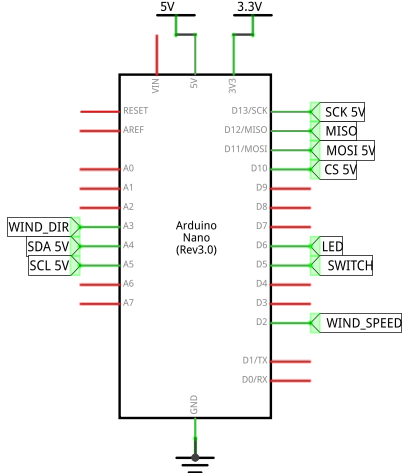 5V
3.3V
VIN
5V
3V3
RESET
AREF
A0
A1
A2
WIND_DIR A3
SDA 5V A4
SCL 5V A5
A6
A7
Arduino
Nano
(Rev3.0)
D13/SCK SCK 5V
D12/MISO MISO
D11/MOSI MOSI 5V
D10 CS 5V
D9
D8
D7
D6 LED
D5 SWITCH
D4
D3
D2 WIND_SPEED
D1/TX
D0/RX
GND